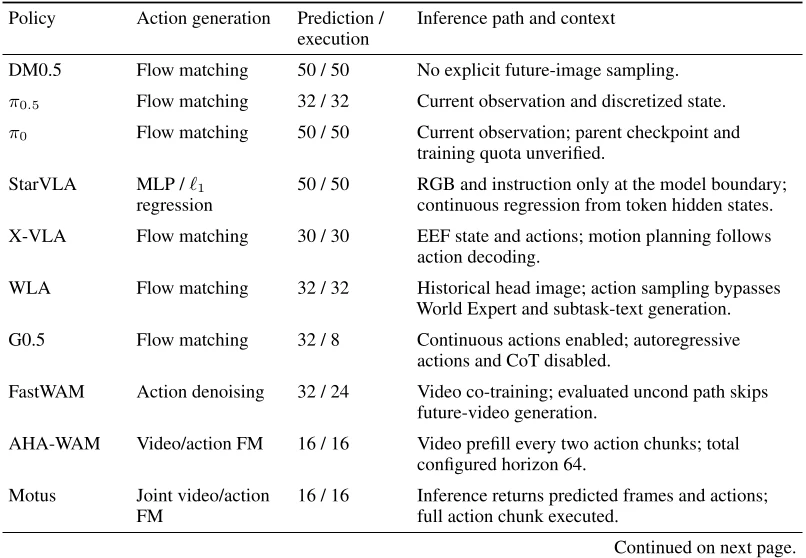 Policy Action generation Prediction / Inference path and context
execution
DM0.5 Flow matching 50 / 50 No explicit future-image sampling.
π0.5 Flow matching 32 / 32 Current observation and discretized state.
π0 Flow matching 50 / 50 Current observation; parent checkpoint and
training quota unverified.
StarVLA MLP / ℓ1 50 / 50 RGB and instruction only at the model boundary;
regression continuous regression from token hidden states.
X-VLA Flow matching 30 / 30 EEF state and actions; motion planning follows
action decoding.
WLA Flow matching 32 / 32 Historical head image; action sampling bypasses
World Expert and subtask-text generation.
G0.5 Flow matching 32 / 8 Continuous actions enabled; autoregressive
actions and CoT disabled.
FastWAM Action denoising 32 / 24 Video co-training; evaluated uncond path skips
future-video generation.
AHA-WAM Video/action FM 16 / 16 Video prefill every two action chunks; total
configured horizon 64.
Motus Joint video/action 16 / 16 Inference returns predicted frames and actions;
FM full action chunk executed.
Continued on next page.